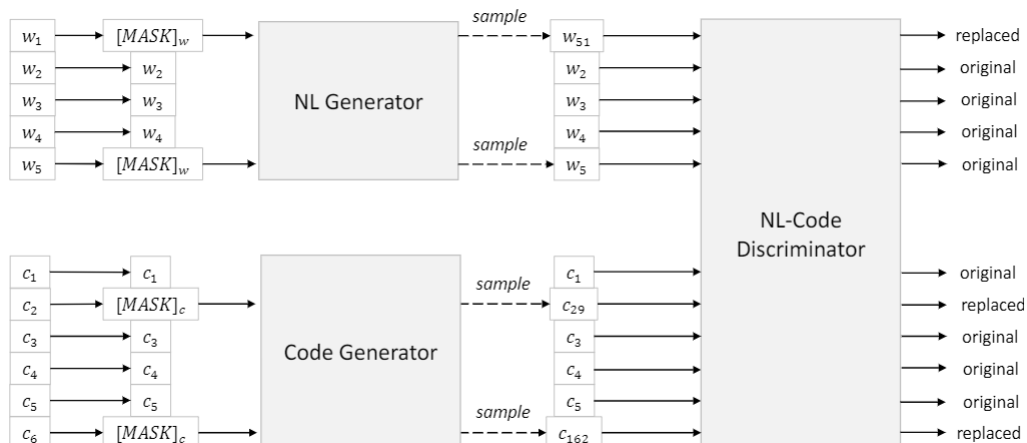 sample sample
w₁ [MASK]w w₅₁ replaced
w₂ w₂ w₂ original
w₃ w₃ NL Generator w₃ original
w₄ w₄ w₄ original
sample
w₅ [MASK]w w₅ original
NL-Code
Discriminator
c₁ c₁ c₁ original
sample
c₂ [MASK]c c₂₉ replaced
c₃ c₃ c₃ original
Code Generator
c₄ c₄ c₄ original
c₅ c₅ c₅ original
sample
c₆ [MASK]c c₁₆₂ replaced